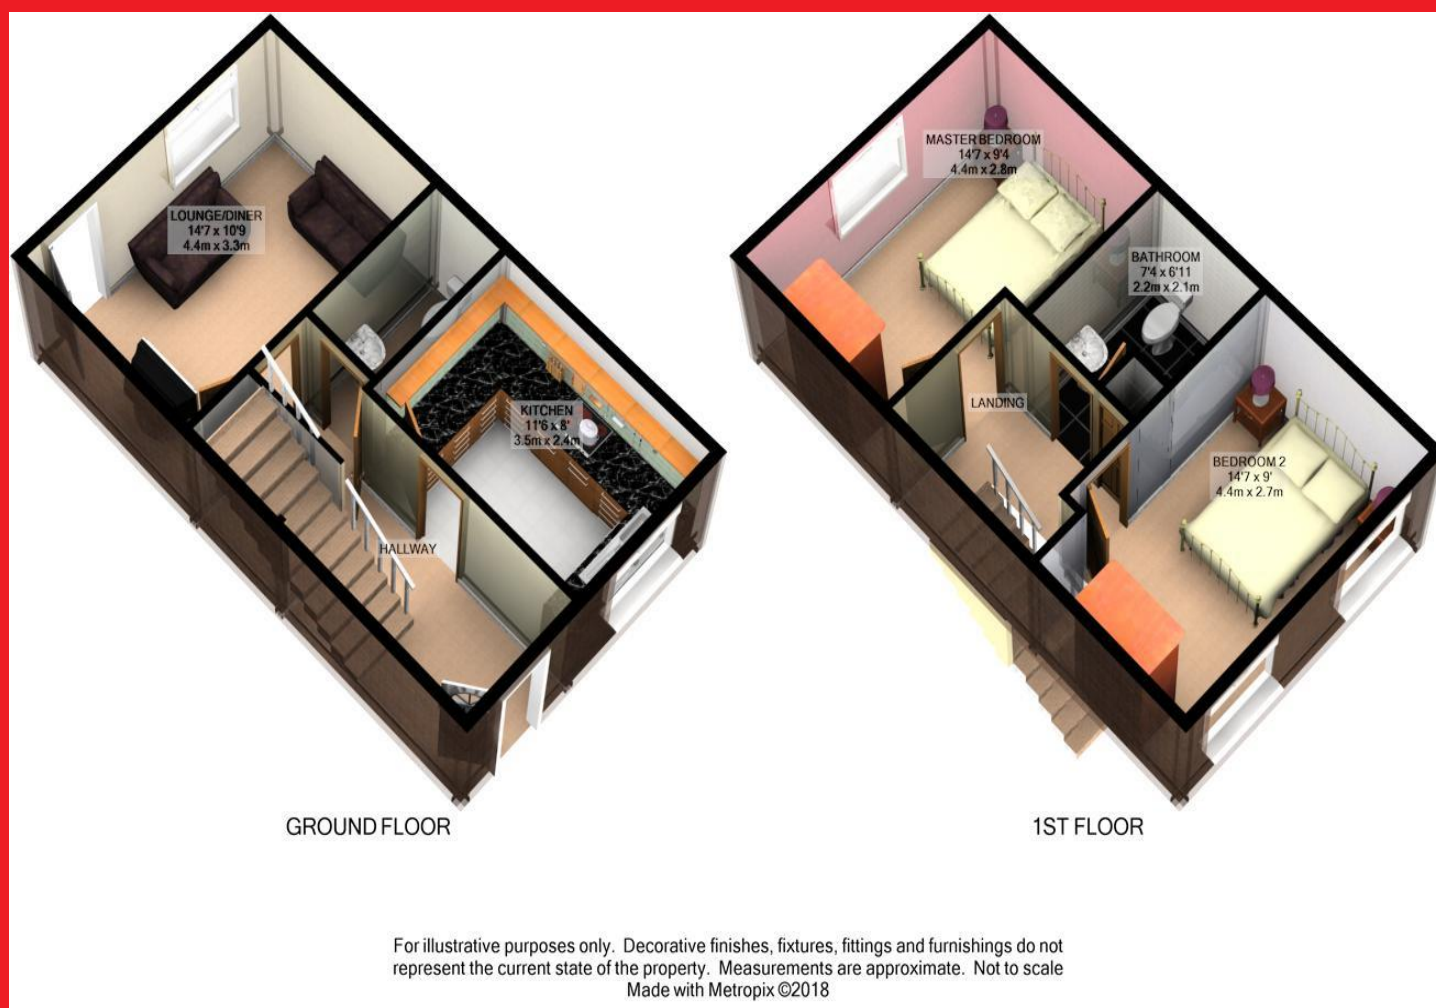 LOUNGE/DINER
14'7 x 10'9
4.4m x 3.3m
KITCHEN
11'6 x 8'
3.5m x 2.4m
HALLWAY
GROUND FLOOR
MASTER BEDROOM
14'7 x 9'4
4.4m x 2.8m
BATHROOM
7'4 x 6'11
2.2m x 2.1m
LANDING
BEDROOM 2
14'7 x 9'
4.4m x 2.7m
1ST FLOOR
For illustrative purposes only. Decorative finishes, fixtures, fittings and furnishings do not
represent the current state of the property. Measurements are approximate. Not to scale
Made with Metropix ©2018